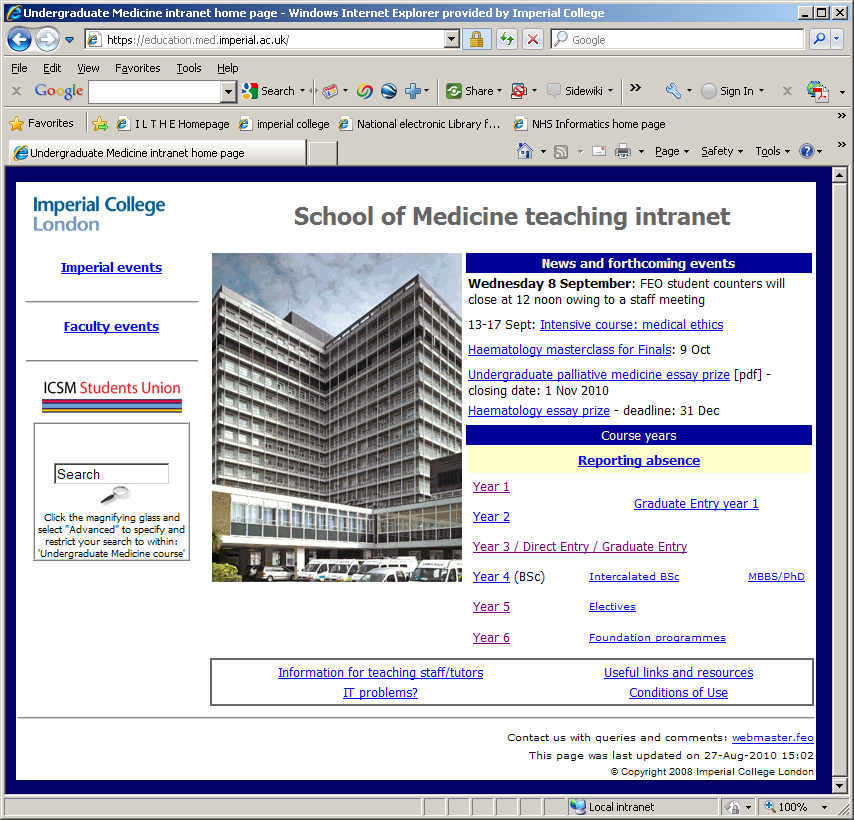 Undergraduate Medicine intranet home page - Windows Internet Explorer provided by Imperial College
https://education.med.imperial.ac.uk/
Google
File Edit View Favorites Tools Help
Google Search Share Sidewiki Sign In
Favorites I L T H E Homepage imperial college National electronic Library f... NHS Informatics home page
Undergraduate Medicine intranet home page Page Safety Tools
Imperial College
London
School of Medicine teaching intranet
Imperial events
Faculty events
ICSM Students Union
Search
Click the magnifying glass and
select "Advanced" to specify and
restrict your search to within:
'Undergraduate Medicine course'
News and forthcoming events
Wednesday 8 September: FEO student counters will
close at 12 noon owing to a staff meeting
13-17 Sept: Intensive course: medical ethics
Haematology masterclass for Finals: 9 Oct
Undergraduate palliative medicine essay prize [pdf] -
closing date: 1 Nov 2010
Haematology essay prize - deadline: 31 Dec
Course years
Reporting absence
Year 1
Graduate Entry year 1
Year 2
Year 3 / Direct Entry / Graduate Entry
Year 4 (BSc) Intercalated BSc MBBS/PhD
Year 5 Electives
Year 6 Foundation programmes
Information for teaching staff/tutors Useful links and resources
IT problems? Conditions of Use
Contact us with queries and comments: webmaster.feo
This page was last updated on 27-Aug-2010 15:02
© Copyright 2008 Imperial College London
Local intranet 100%